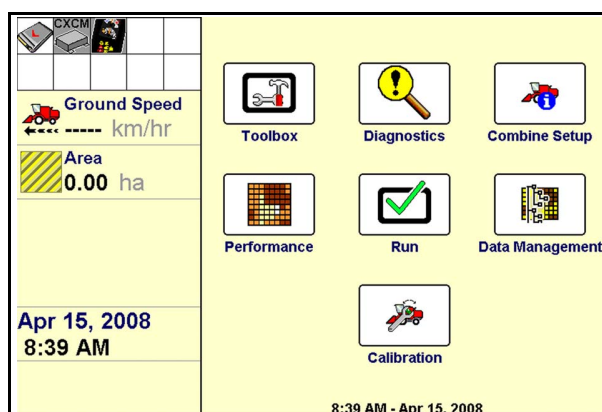 L
CXCM
Ground Speed
----- km/hr
Area
0.00 ha
Apr 15, 2008
8:39 AM
Toolbox
Diagnostics
Combine Setup
Performance
Run
Data Management
Calibration
8:39 AM - Apr 15, 2008